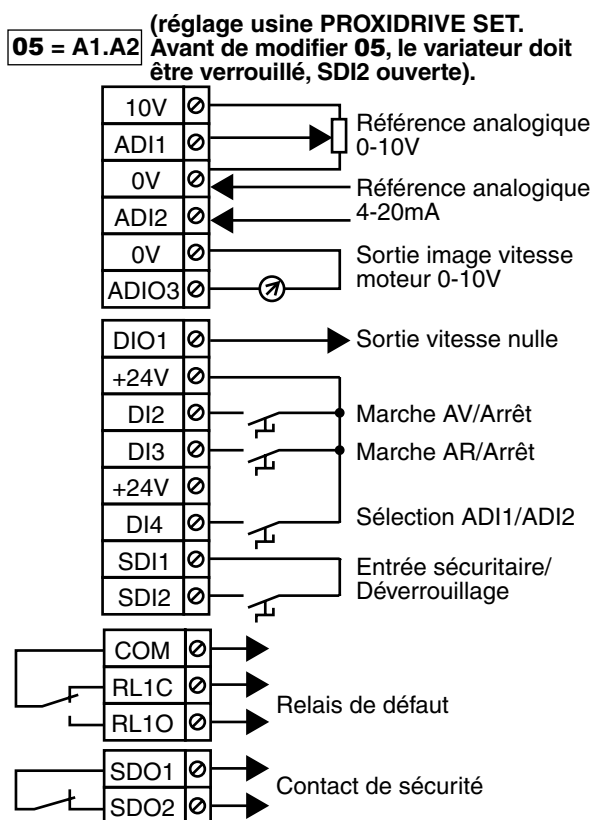 05 = A1.A2
(réglage usine PROXIDRIVE SET.
Avant de modifier 05, le variateur doit
être verrouillé, SDI2 ouverte).
10V
ADI1
Référence analogique
0-10V
0V
ADI2
Référence analogique
4-20mA
0V
ADIO3
Sortie image vitesse
moteur 0-10V
DIO1
Sortie vitesse nulle
+24V
DI2
Marche AV/Arrêt
DI3
Marche AR/Arrêt
+24V
DI4
Sélection ADI1/ADI2
SDI1
SDI2
Entrée sécuritaire/
Déverrouillage
COM
RL1C
RL1O
Relais de défaut
SDO1
SDO2
Contact de sécurité